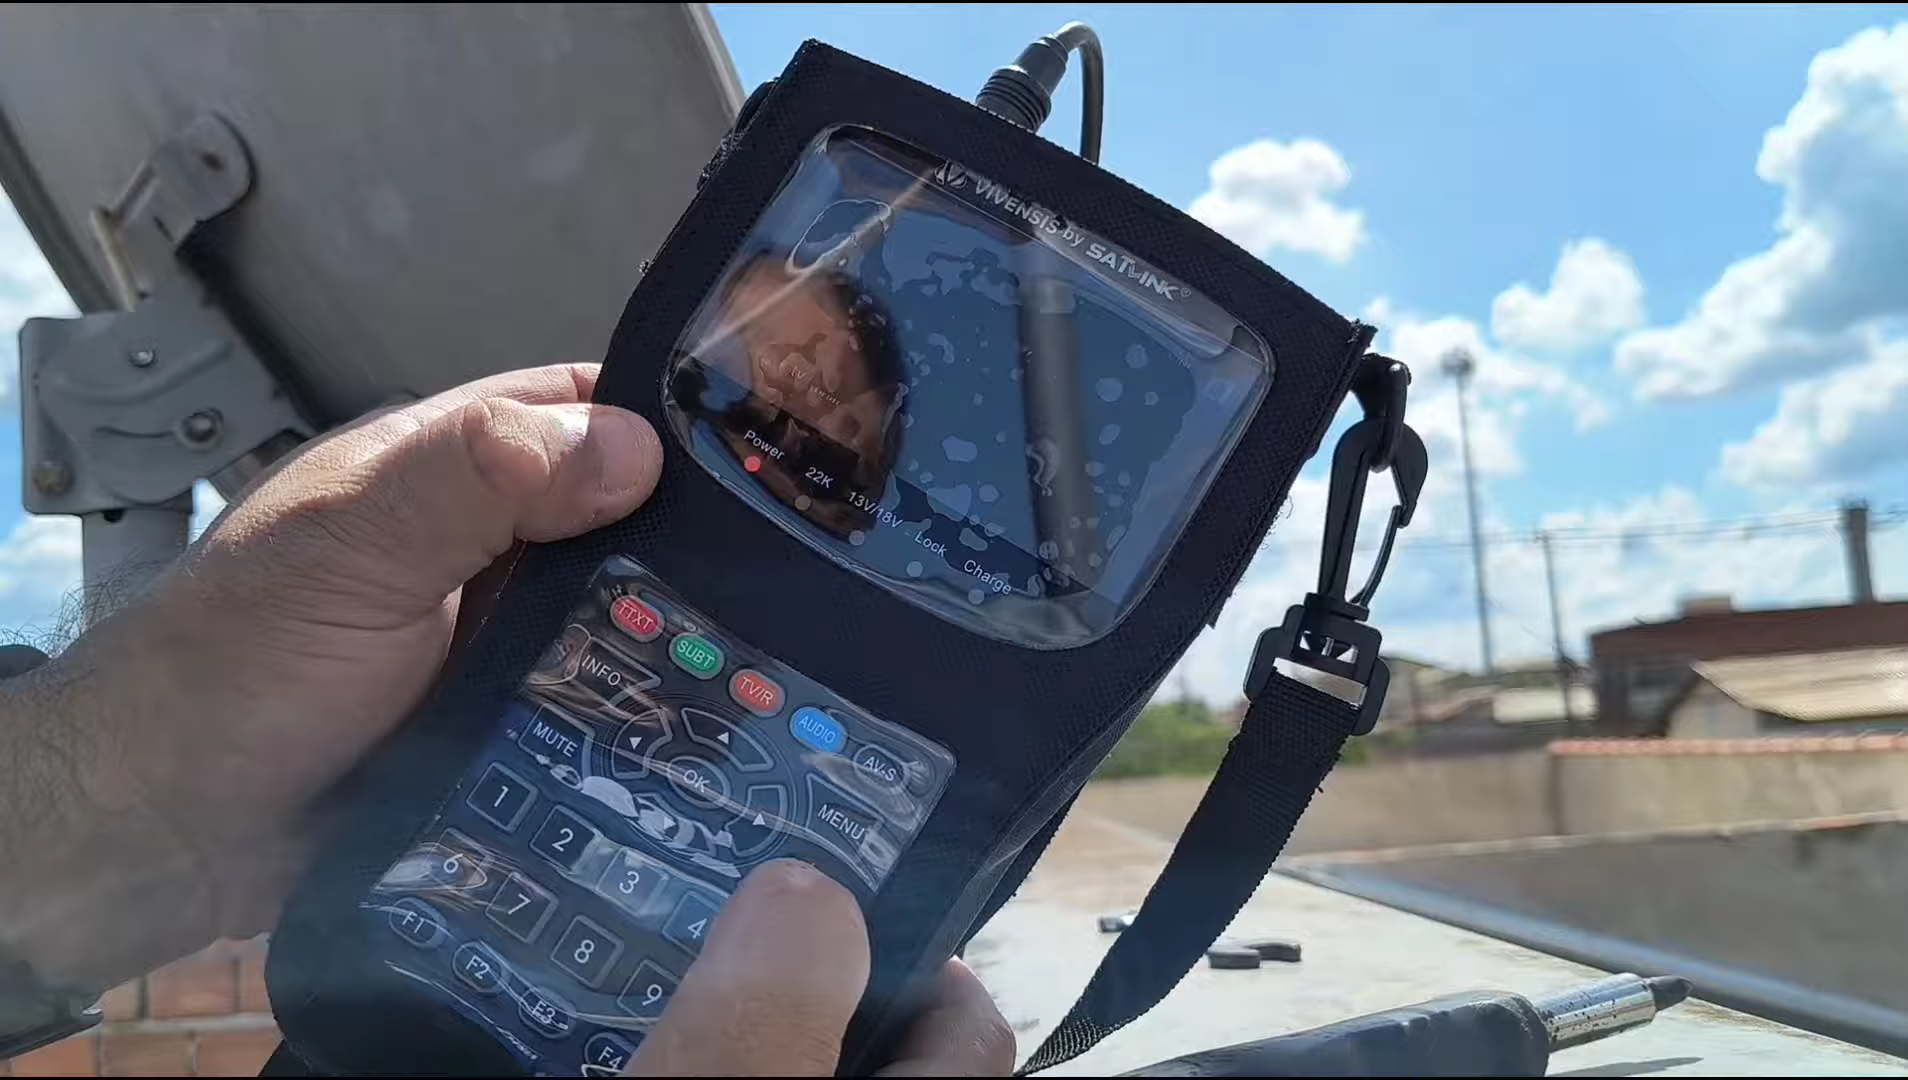 VIVENSIS by SATLINK®
Power
22K
13V/18V
Lock
Charge
TTXT
SUBT
TV/R
AUDIO
AV-S
INFO
MENU
MUTE
OK
1
2
3
4
6
7
8
9
F1
F2
F3
F4